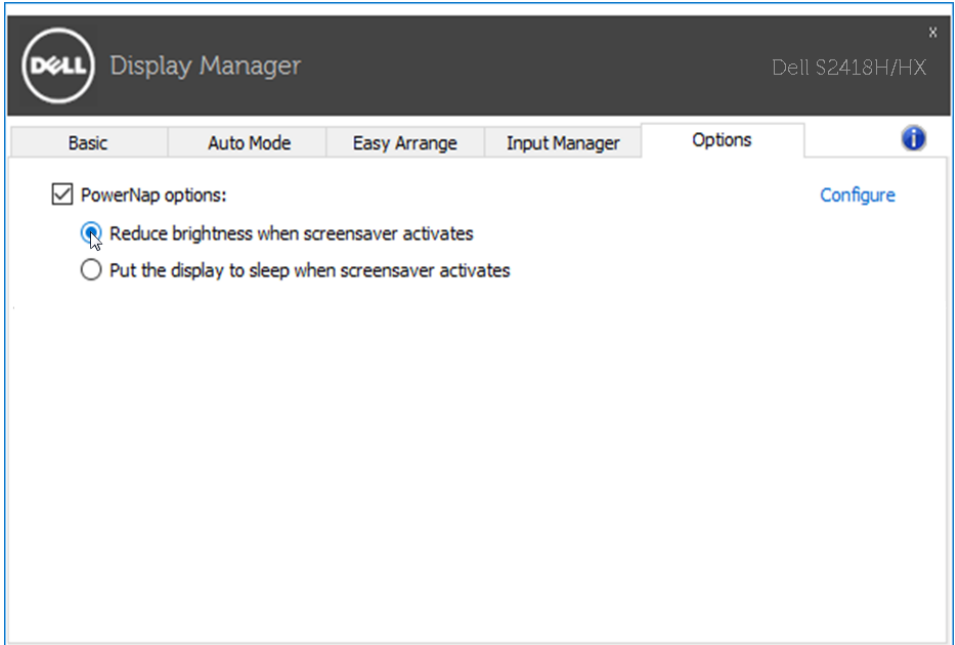 x
DELL Display Manager
Dell S2418H/HX
Basic Auto Mode Easy Arrange Input Manager Options i
PowerNap options: Configure
Reduce brightness when screensaver activates
Put the display to sleep when screensaver activates